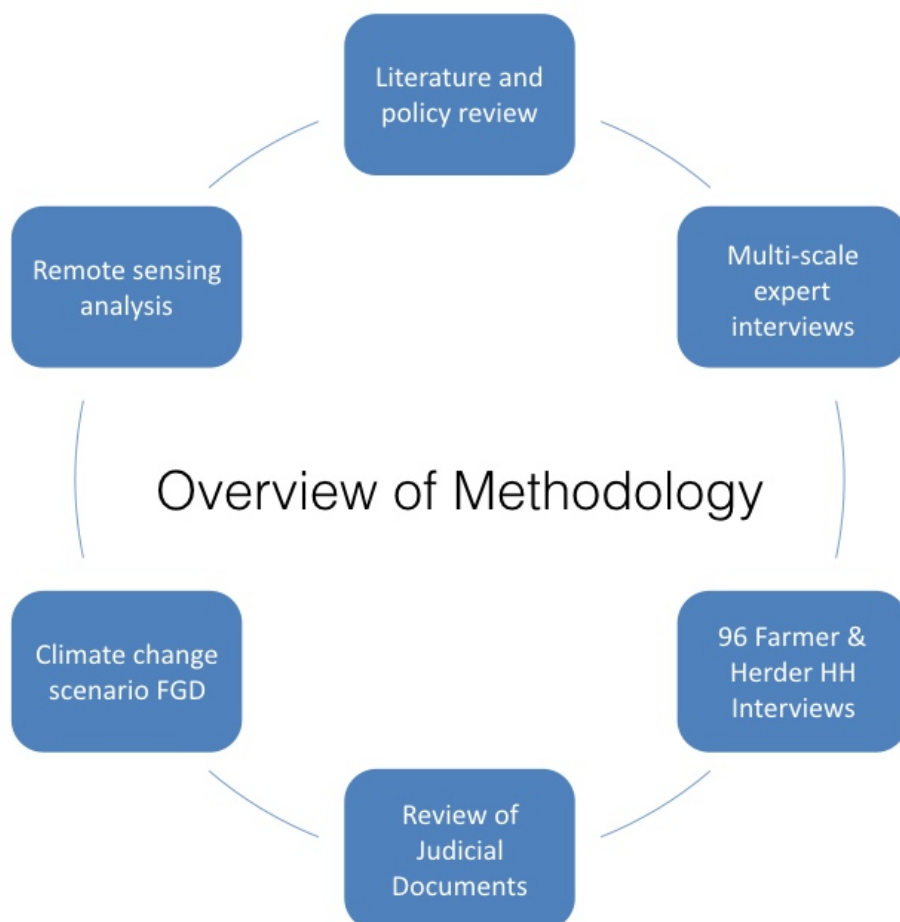 Literature and
policy review
Multi-scale
expert
interviews
96 Farmer &
Herder HH
Interviews
Review of
Judicial
Documents
Climate change
scenario FGD
Remote sensing
analysis
Overview of Methodology